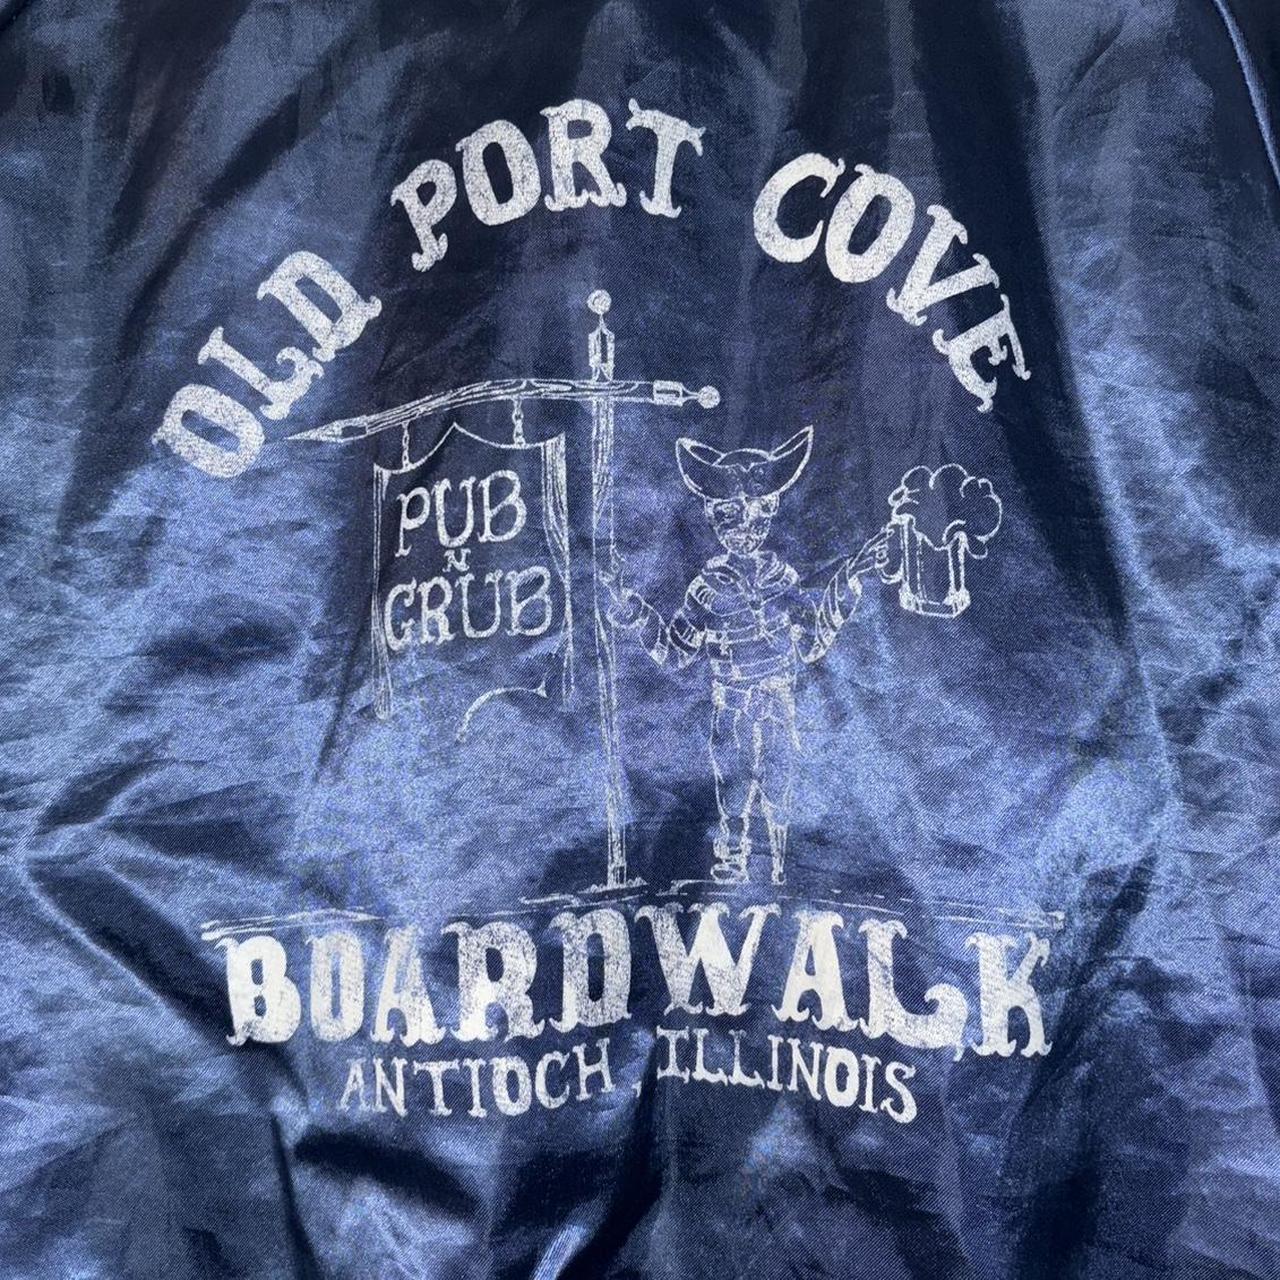 OLD PORT COVE
PUB
N
GRUB
BOARDWALK
ANTIOCH, ILLINOIS